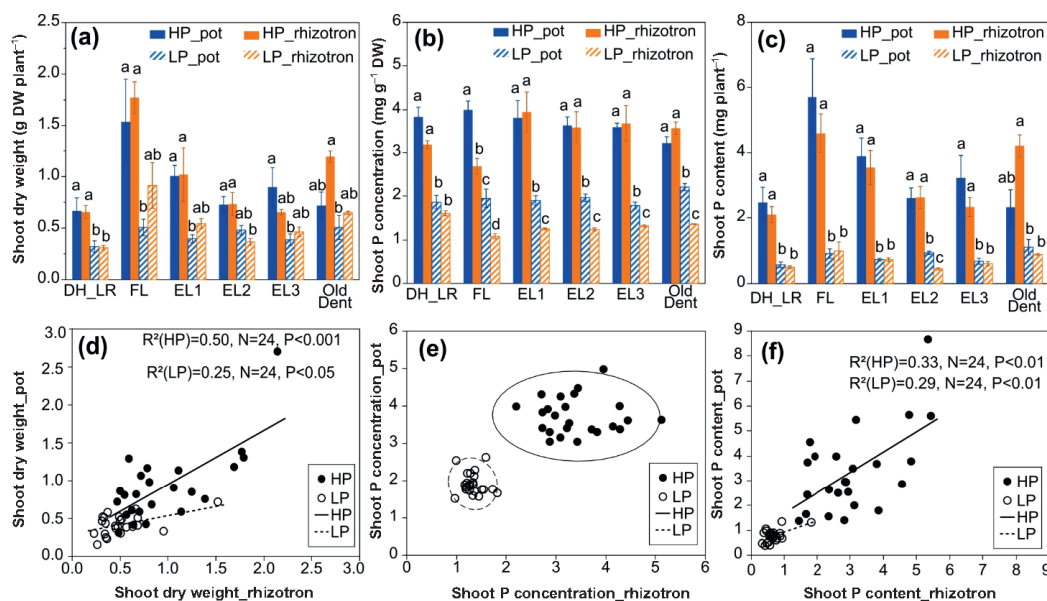 (a)
HP_pot HP_rhizotron
LP_pot LP_rhizotron
Shoot dry weight (g DW plant⁻¹)
2.5
2.0
1.5
1.0
0.5
0.0
a a b b
a a b ab
a a b ab
a a ab b
a ab b ab
ab a b ab
DH_LR FL EL1 EL2 EL3 Old
Dent
(b)
HP_pot HP_rhizotron
LP_pot LP_rhizotron
Shoot P concentration (mg g⁻¹ DW)
6
5
4
3
2
1
0
a a b b
a b c d
a a b c
a a b c
a a b c
a a b c
DH_LR FL EL1 EL2 EL3 Old
Dent
(c)
HP_pot HP_rhizotron
LP_pot LP_rhizotron
Shoot P content (mg plant⁻¹)
8
6
4
2
0
a a b b
a a b b
a a b b
a a b c
a a b b
ab a b b
DH_LR FL EL1 EL2 EL3 Old
Dent
(d)
R²(HP)=0.50, N=24, P<0.001
R²(LP)=0.25, N=24, P<0.05
Shoot dry weight_pot
3.0
2.5
2.0
1.5
1.0
0.5
0.0
HP
LP
HP
LP
0.0 0.5 1.0 1.5 2.0 2.5 3.0
Shoot dry weight_rhizotron
(e)
Shoot P concentration_pot
6
5
4
3
2
1
0
HP
LP
HP
LP
0 1 2 3 4 5 6
Shoot P concentration_rhizotron
(f)
R²(HP)=0.33, N=24, P<0.01
R²(LP)=0.29, N=24, P<0.01
Shoot P content_pot
9
8
7
6
5
4
3
2
1
0
HP
LP
HP
LP
0 1 2 3 4 5 6 7 8 9
Shoot P content_rhizotron